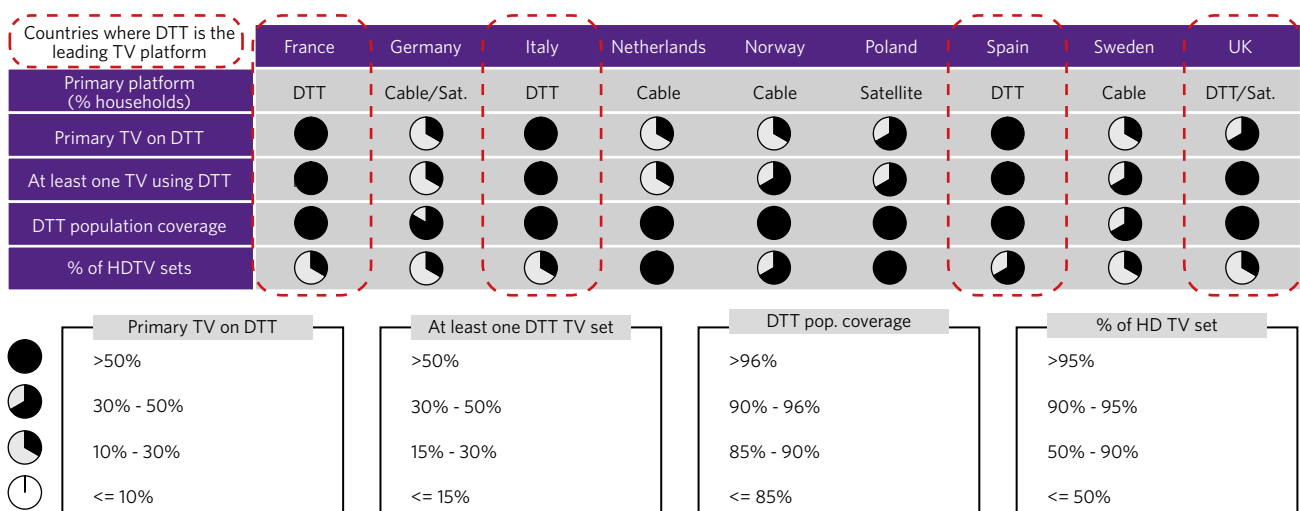 Countries where DTT is the
leading TV platform
France Germany Italy Netherlands Norway Poland Spain Sweden UK
Primary platform
(% households)
DTT Cable/Sat. DTT Cable Cable Satellite DTT Cable DTT/Sat.
Primary TV on DTT
At least one TV using DTT
DTT population coverage
% of HDTV sets
Primary TV on DTT
>50%
30% - 50%
10% - 30%
<= 10%
At least one DTT TV set
>50%
30% - 50%
15% - 30%
<= 15%
DTT pop. coverage
>96%
90% - 96%
85% - 90%
<= 85%
% of HD TV set
>95%
90% - 95%
50% - 90%
<= 50%